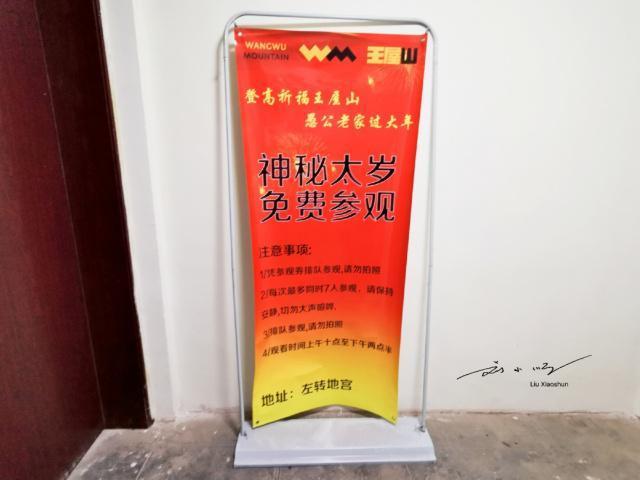 WANGWU
MOUNTAIN
WM
王屋山
登高祈福王屋山
愚公老家过大年
神秘太岁
免费参观
注意事项:
1/凭参观券排队参观,请勿拍照
2/每次最多同时7人参观、请保持
安静,切勿大声喧哗.
3/排队参观,请勿拍照
4/观看时间上午十点至下午两点半
地址：左转地宫
Liu Xiaoshun